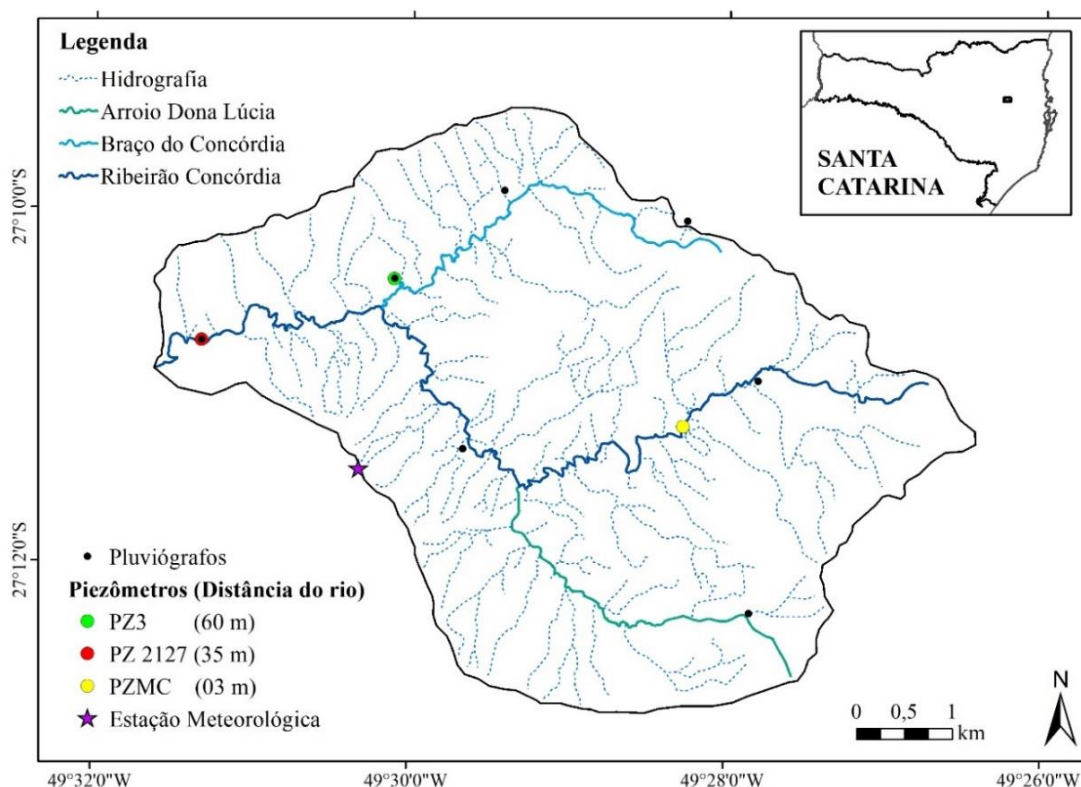 Legenda
Hidrografia
Arroio Dona Lúcia
Braço do Concórdia
Ribeirão Concórdia
SANTA
CATARINA
27°10'0"S
27°12'0"S
Pluviógrafos
Piezômetros (Distância do rio)
PZ3 (60 m)
PZ 2127 (35 m)
PZMC (03 m)
Estação Meteorológica
N
0 0,5 1
km
49°32'0"W 49°30'0"W 49°28'0"W 49°26'0"W